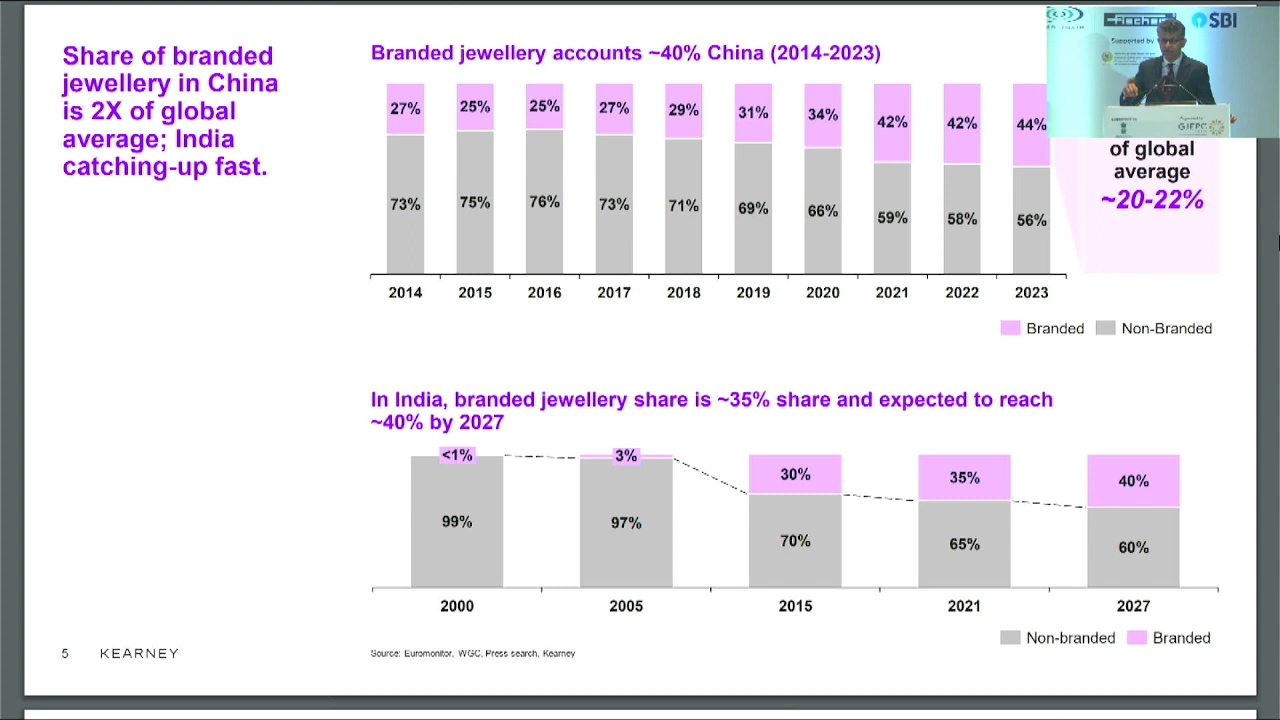 Share of branded
jewellery in China
is 2X of global
average; India
catching-up fast.
Branded jewellery accounts ~40% China (2014-2023)
27% 25% 25% 27% 29% 31% 34% 42% 42% 44%
73% 75% 76% 73% 71% 69% 66% 59% 58% 56%
2014 2015 2016 2017 2018 2019 2020 2021 2022 2023
Branded Non-Branded
SBI
Supported by
GJEPC
of global
average
~20-22%
In India, branded jewellery share is ~35% share and expected to reach
~40% by 2027
<1% 3% 30% 35% 40%
99% 97% 70% 65% 60%
2000 2005 2015 2021 2027
Non-branded Branded
5 KEARNEY
Source: Euromonitor, WGC, Press search, Kearney